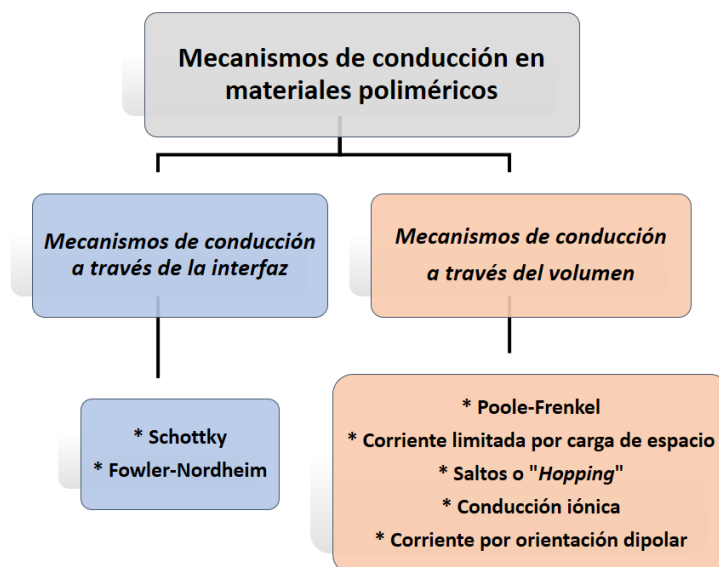 Mecanismos de conducción en
materiales poliméricos
Mecanismos de conducción
a través de la interfaz
Mecanismos de conducción
a través del volumen
* Schottky
* Fowler-Nordheim
* Poole-Frenkel
* Corriente limitada por carga de espacio
* Saltos o "Hopping"
* Conducción iónica
* Corriente por orientación dipolar